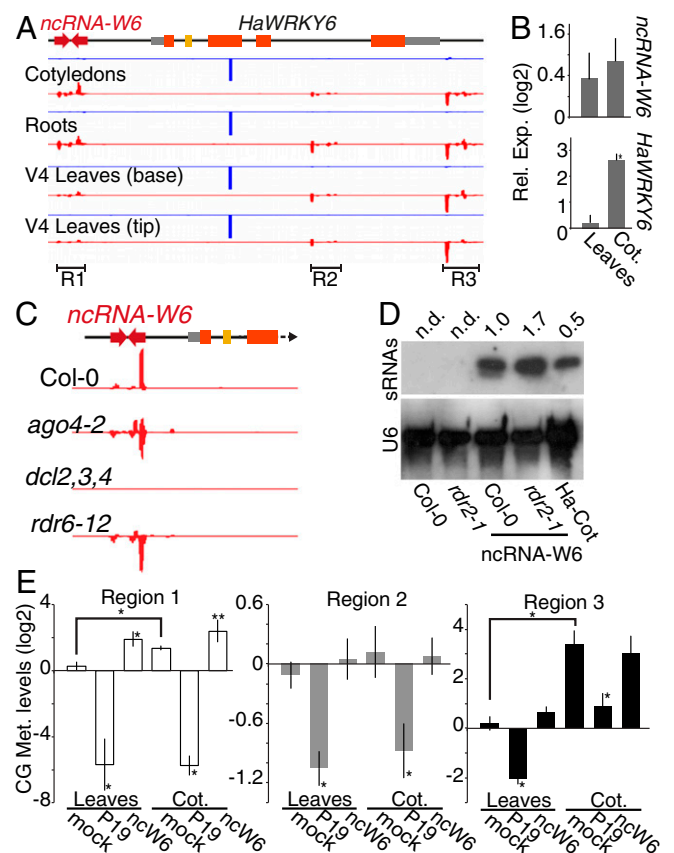 A
ncRNA-W6
HaWRKY6
Cotyledons
Roots
V4 Leaves (base)
V4 Leaves (tip)
R1
R2
R3
B
Rel. Exp. (log2)
1.6
0.4
0
ncRNA-W6
3
2
1
0
HaWRKY6
Leaves
Cot.
*
C
ncRNA-W6
Col-0
ago4-2
dcl2,3,4
rdr6-12
D
n.d.
n.d.
1.0
1.7
0.5
sRNAs
U6
Col-0
rdr2-1
Col-0
rdr2-1
Ha-Cot
ncRNA-W6
E
CG Met. levels (log2)
Region 1
4
0
-4
-8
*
*
*
*
**
Leaves
Cot.
mock
P19
ncW6
mock
P19
ncW6
Region 2
0.6
0
-0.6
-1.2
*
*
Leaves
Cot.
mock
P19
ncW6
mock
P19
ncW6
Region 3
4
2
0
-2
*
*
*
Leaves
Cot.
mock
P19
ncW6
mock
P19
ncW6